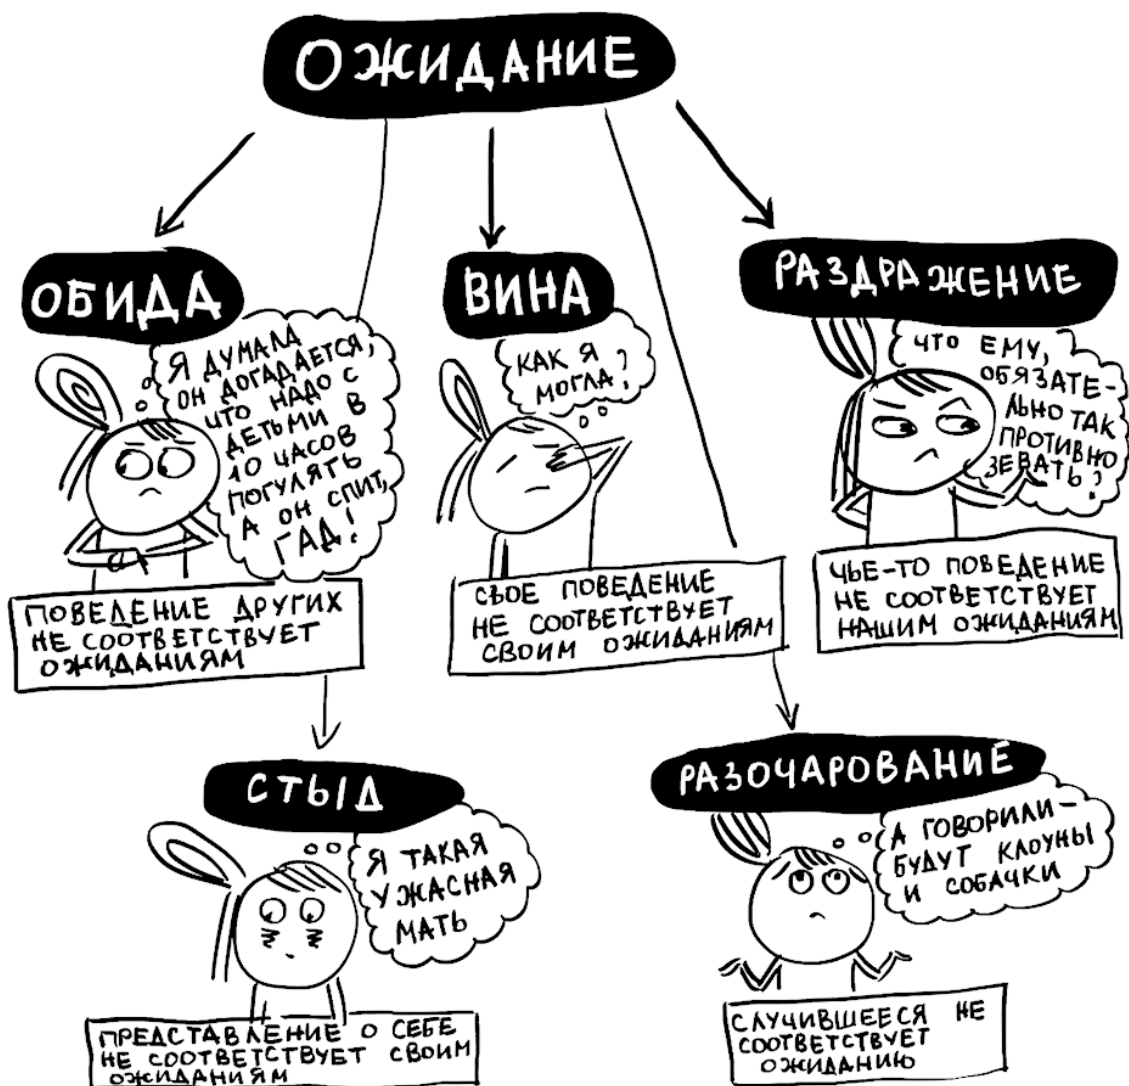 ОЖИДАНИЕ
ОБИДА
Я ДУМАЛА
ОН ДОГАДАЕТСЯ,
ЧТО НАДО С
ДЕТЬМИ В
10 ЧАСОВ
ПОГУЛЯТЬ
А ОН СПИТ,
ГАД!
ПОВЕДЕНИЕ ДРУГИХ
НЕ СООТВЕТСТВУЕТ
ОЖИДАНИЯМ
ВИНА
КАК Я
МОГЛА?
СВОЕ ПОВЕДЕНИЕ
НЕ СООТВЕТСТВУЕТ
СВОИМ ОЖИДАНИЯМ
РАЗДРАЖЕНИЕ
ЧТО ЕМУ,
ОБЯЗАТЕ-
ЛЬНО ТАК
ПРОТИВНО
ЗЕВАТЬ?
ЧЬЕ-ТО ПОВЕДЕНИЕ
НЕ СООТВЕТСТВУЕТ
НАШИМ ОЖИДАНИЯМ
СТЫД
Я ТАКАЯ
УЖАСНАЯ
МАТЬ
ПРЕДСТАВЛЕНИЕ О СЕБЕ
НЕ СООТВЕТСТВУЕТ СВОИМ
ОЖИДАНИЯМ
РАЗОЧАРОВАНИЕ
А ГОВОРИЛИ-
БУДУТ КЛОУНЫ
И СОБАЧКИ
СЛУЧИВШЕЕСЯ НЕ
СООТВЕТСТВУЕТ
ОЖИДАНИЮ